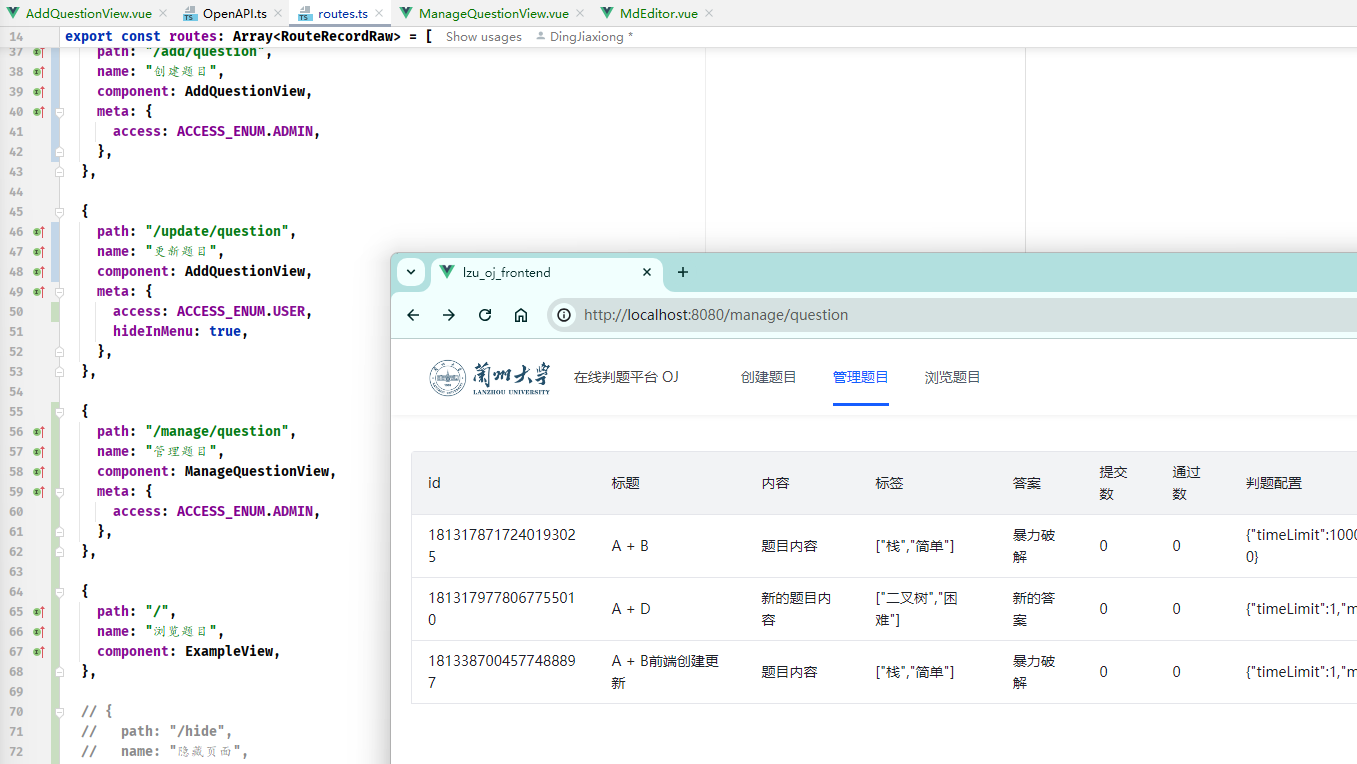 AddQuestionView.vue OpenAPI.ts routes.ts ManageQuestionView.vue MdEditor.vue
14 export const routes: Array<RouteRecordRaw> = [ Show usages DingJiaxiong *
37 path: "/add/question",
38 name: "创建题目",
39 component: AddQuestionView,
40 meta: {
41 access: ACCESS_ENUM.ADMIN,
42 },
43 },
44
45 {
46 path: "/update/question",
47 name: "更新题目",
48 component: AddQuestionView,
49 meta: {
50 access: ACCESS_ENUM.USER,
51 hideInMenu: true,
52 },
53 },
54
55 {
56 path: "/manage/question",
57 name: "管理题目",
58 component: ManageQuestionView,
59 meta: {
60 access: ACCESS_ENUM.ADMIN,
61 },
62 },
63
64 {
65 path: "/",
66 name: "浏览题目",
67 component: ExampleView,
68 },
69
70 // {
71 // path: "/hide",
72 // name: "隐藏页面",
lzu_oj_frontend
http://localhost:8080/manage/question
兰州大学
LANZHOU UNIVERSITY
在线判题平台 OJ 创建题目 管理题目 浏览题目
id 标题 内容 标签 答案 提交 通过 判题配置
数 数
181317871724019302 A + B 题目内容 ["栈","简单"] 暴力破 0 0 {"timeLimit":1000
5 解 0}
181317977806775501 A + D 新的题目内 ["二叉树","困 新的答 0 0 {"timeLimit":1,"m
0 容 难"] 案
181338700457748889 A + B前端创建更 题目内容 ["栈","简单"] 暴力破 0 0 {"timeLimit":1,"m
7 新 解